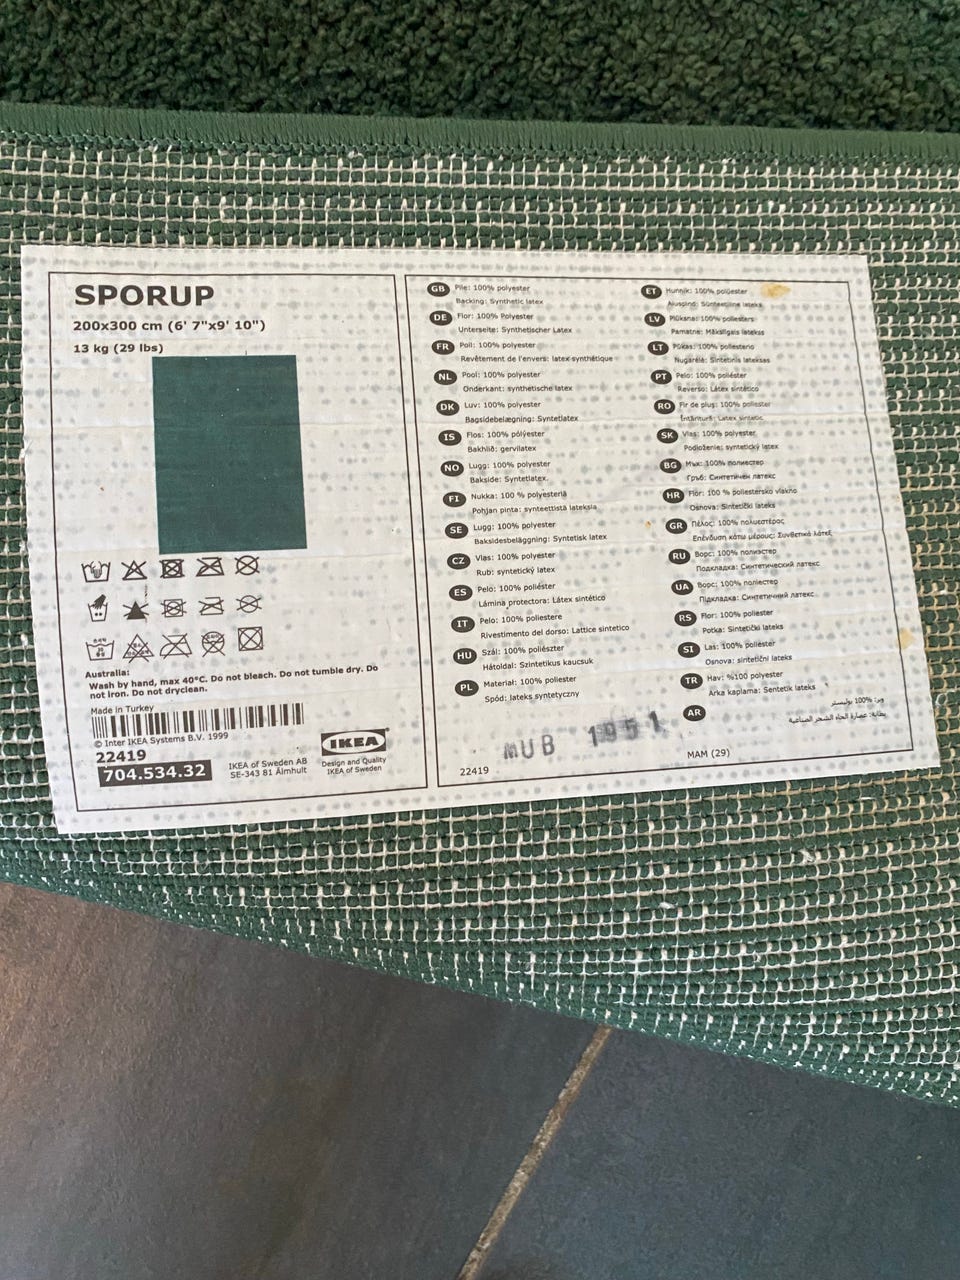 SPORUP
200x300 cm (6' 7"x9' 10")
13 kg (29 lbs)
Australia:
Wash by hand, max 40°C. Do not bleach. Do not tumble dry. Do
not iron. Do not dryclean.
Made in Turkey
© Inter IKEA Systems B.V. 1999
22419
704.534.32
IKEA of Sweden AB
SE-343 81 Älmhult
IKEA
Design and Quality
IKEA of Sweden
GB Pile: 100% polyester
Backing: Synthetic latex
DE Flor: 100% Polyester
Unterseite: Synthetischer Latex
FR Poil: 100% polyester
Revêtement de l'envers: latex synthétique
NL Pool: 100% polyester
Onderkant: synthetische latex
DK Luv: 100% polyester
Bagsidebelægning: Syntetlatex
IS Flos: 100% pólýester
Bakhlið: gervilatex
NO Lugg: 100% polyester
Bakside: Syntetlatex
FI Nukka: 100 % polyesteriä
Pohjan pinta: synteettistä lateksia
SE Lugg: 100% polyester
Baksidesbeläggning: Syntetisk latex
CZ Vlas: 100% polyester
Rub: syntetický latex
ES Pelo: 100% poliéster
Lámina protectora: Látex sintético
IT Pelo: 100% poliestere
Rivestimento del dorso: Lattice sintetico
HU Szál: 100% poliészter
Hátoldal: Szintetikus kaucsuk
PL Materiał: 100% poliester
Spód: lateks syntetyczny
22419
MUB 1951
ET Hunnik: 100% polüester
Aluspind: Sünteetiline lateks
LV Plūksna: 100% poliesters
Pamatne: Mākslīgais latekss
LT Pūkas: 100% poliesterio
Nugarėlė: Sintetinis lateksas
PT Pelo: 100% poliéster
Reverso: Látex sintético
RO Fir de pluş: 100% poliester
Întăritură: Latex sintetic
SK Vlas: 100% polyester
Podloženie: syntetický latex
BG Мъх: 100% полиестер
Гръб: Синтетичен латекс
HR Flor: 100 % poliestersko vlakno
Osnova: Sintetički lateks
GR Πέλος: 100% πολυεστέρας
Επένδυση κάτω μέρους: Συνθετικό λάτεξ
RU Ворс: 100% полиэстер
Подкладка: Синтетический латекс
UA Ворс: 100% поліестер
Підкладка: Синтетичний латекс
RS Flor: 100% poliester
Potka: Sintetički lateks
SI Las: 100% poliester
Osnova: sintetični lateks
TR Hav: %100 polyester
Arka kaplama: Sentetik lateks
AR وبر: 100% بوليستر
بطانة: عصارة لحاء الشجر الصناعية
MAM (29)